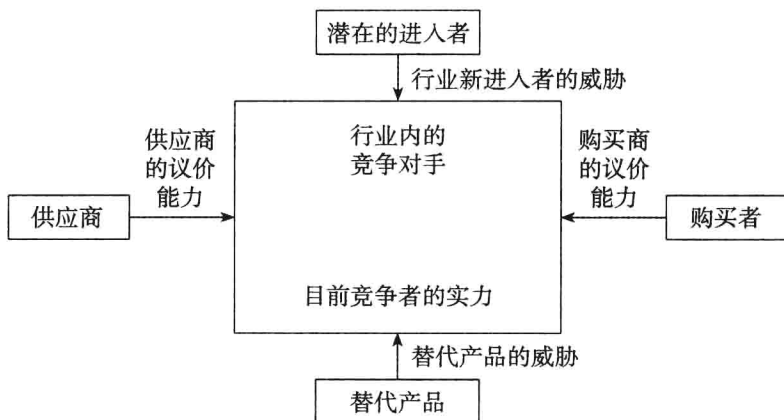 潜在的进入者
行业新进入者的威胁
行业内的
竞争对手
供应商
的议价
能力
购买商
的议价
能力
供应商
购买者
目前竞争者的实力
替代产品的威胁
替代产品